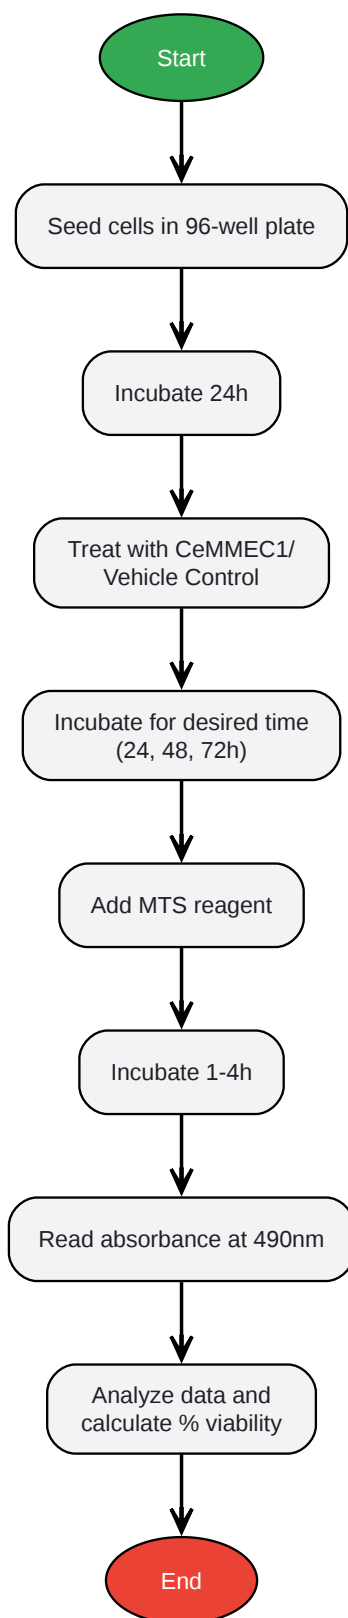 Start
Seed cells in 96-well plate
Incubate 24h
Treat with CeMMEC1/
Vehicle Control
Incubate for desired time
(24, 48, 72h)
Add MTS reagent
Incubate 1-4h
Read absorbance at 490nm
Analyze data and
calculate % viability
End